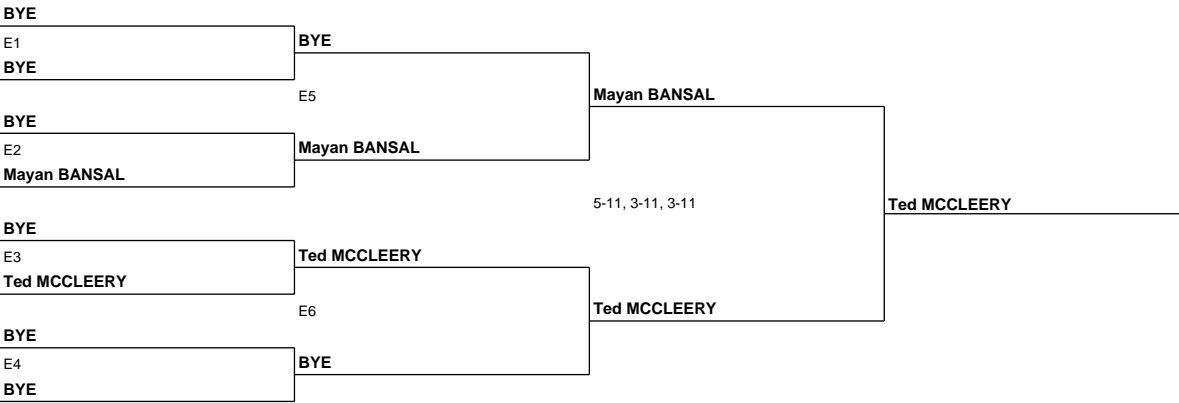 BYE
E1
BYE
BYE
E5
Mayan BANSAL
BYE
E2
Mayan BANSAL
Mayan BANSAL
5-11, 3-11, 3-11
Ted MCCLEERY
BYE
E3
Ted MCCLEERY
Ted MCCLEERY
E6
Ted MCCLEERY
BYE
E4
BYE
BYE